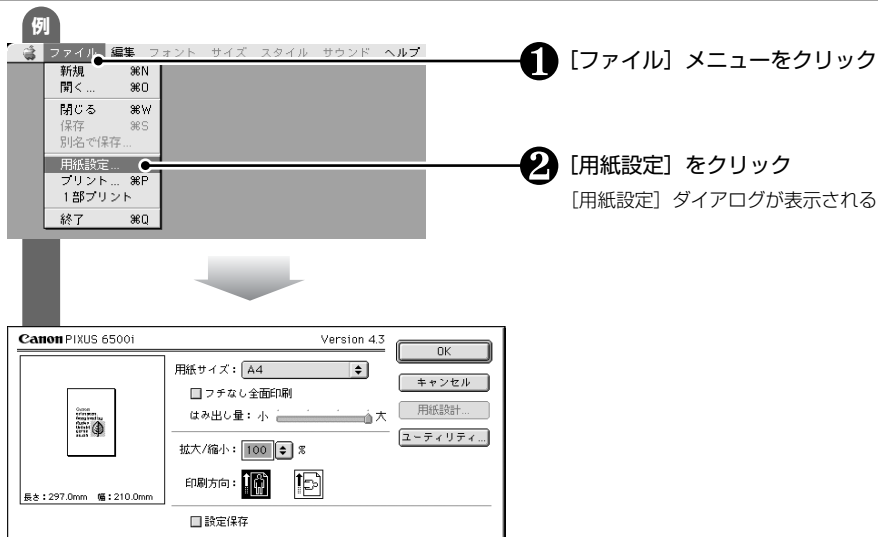 例
ファイル 編集 フォント サイズ スタイル サウンド ヘルプ
新規 ⌘N
開く... ⌘O
閉じる ⌘W
保存 ⌘S
別名で保存...
用紙設定...
プリント... ⌘P
1部プリント
終了 ⌘Q
❶ [ファイル] メニューをクリック
❷ [用紙設定] をクリック
[用紙設定] ダイアログが表示される
Canon PIXUS 6500i Version 4.3
用紙サイズ: A4
フチなし全面印刷
はみ出し量: 小 大
拡大/縮小: 100 %
印刷方向:
設定保存
長さ:297.0mm 幅:210.0mm
OK
キャンセル
用紙設計...
ユーティリティ...